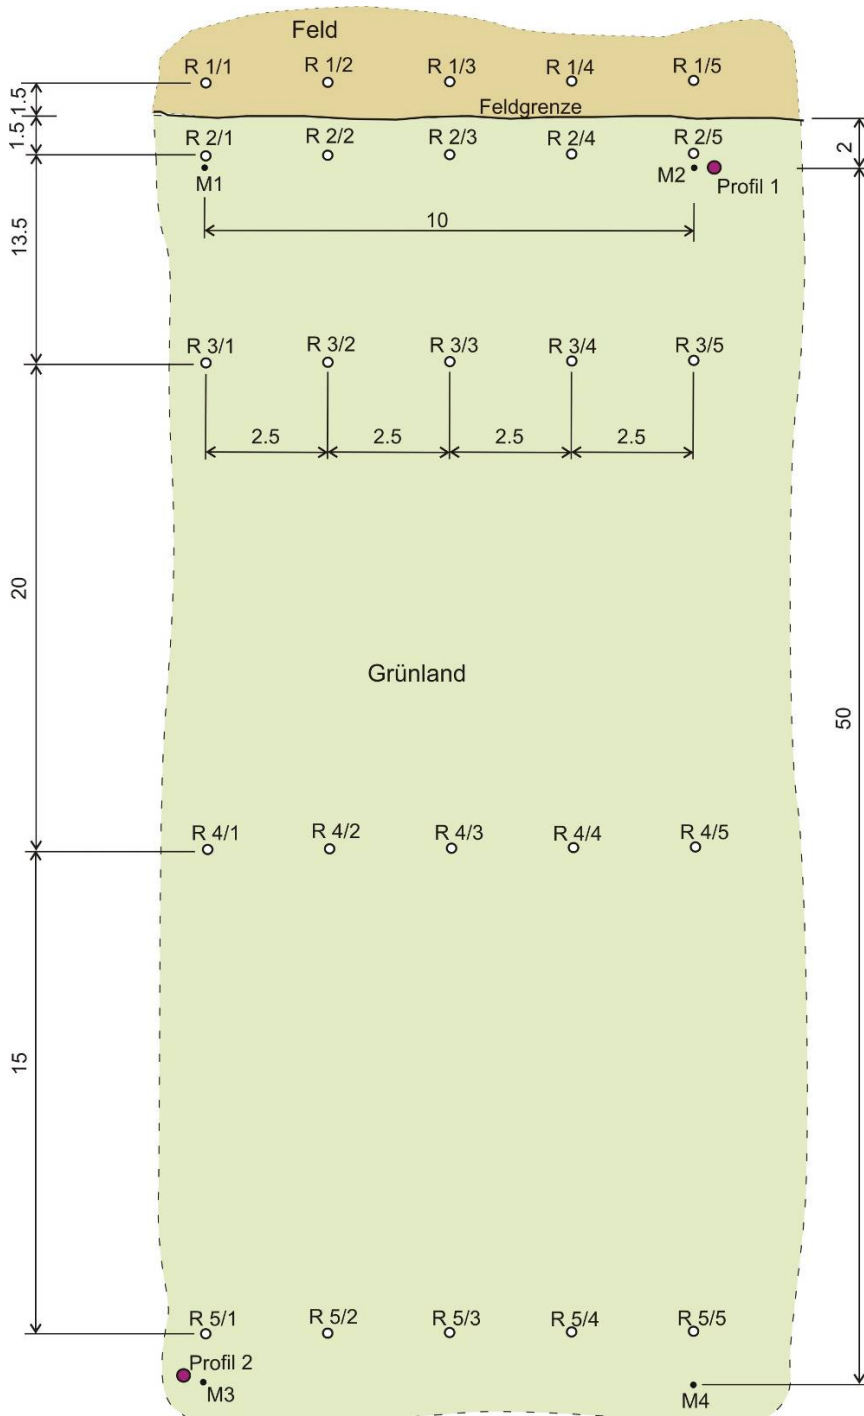 Feld
R 1/1 R 1/2 R 1/3 R 1/4 R 1/5
1.5
Feldgrenze
1.5
R 2/1 R 2/2 R 2/3 R 2/4 R 2/5
2
M1 M2 Profil 1
10
13.5
R 3/1 R 3/2 R 3/3 R 3/4 R 3/5
2.5 2.5 2.5 2.5
20
Grünland
50
R 4/1 R 4/2 R 4/3 R 4/4 R 4/5
15
R 5/1 R 5/2 R 5/3 R 5/4 R 5/5
Profil 2
M3 M4